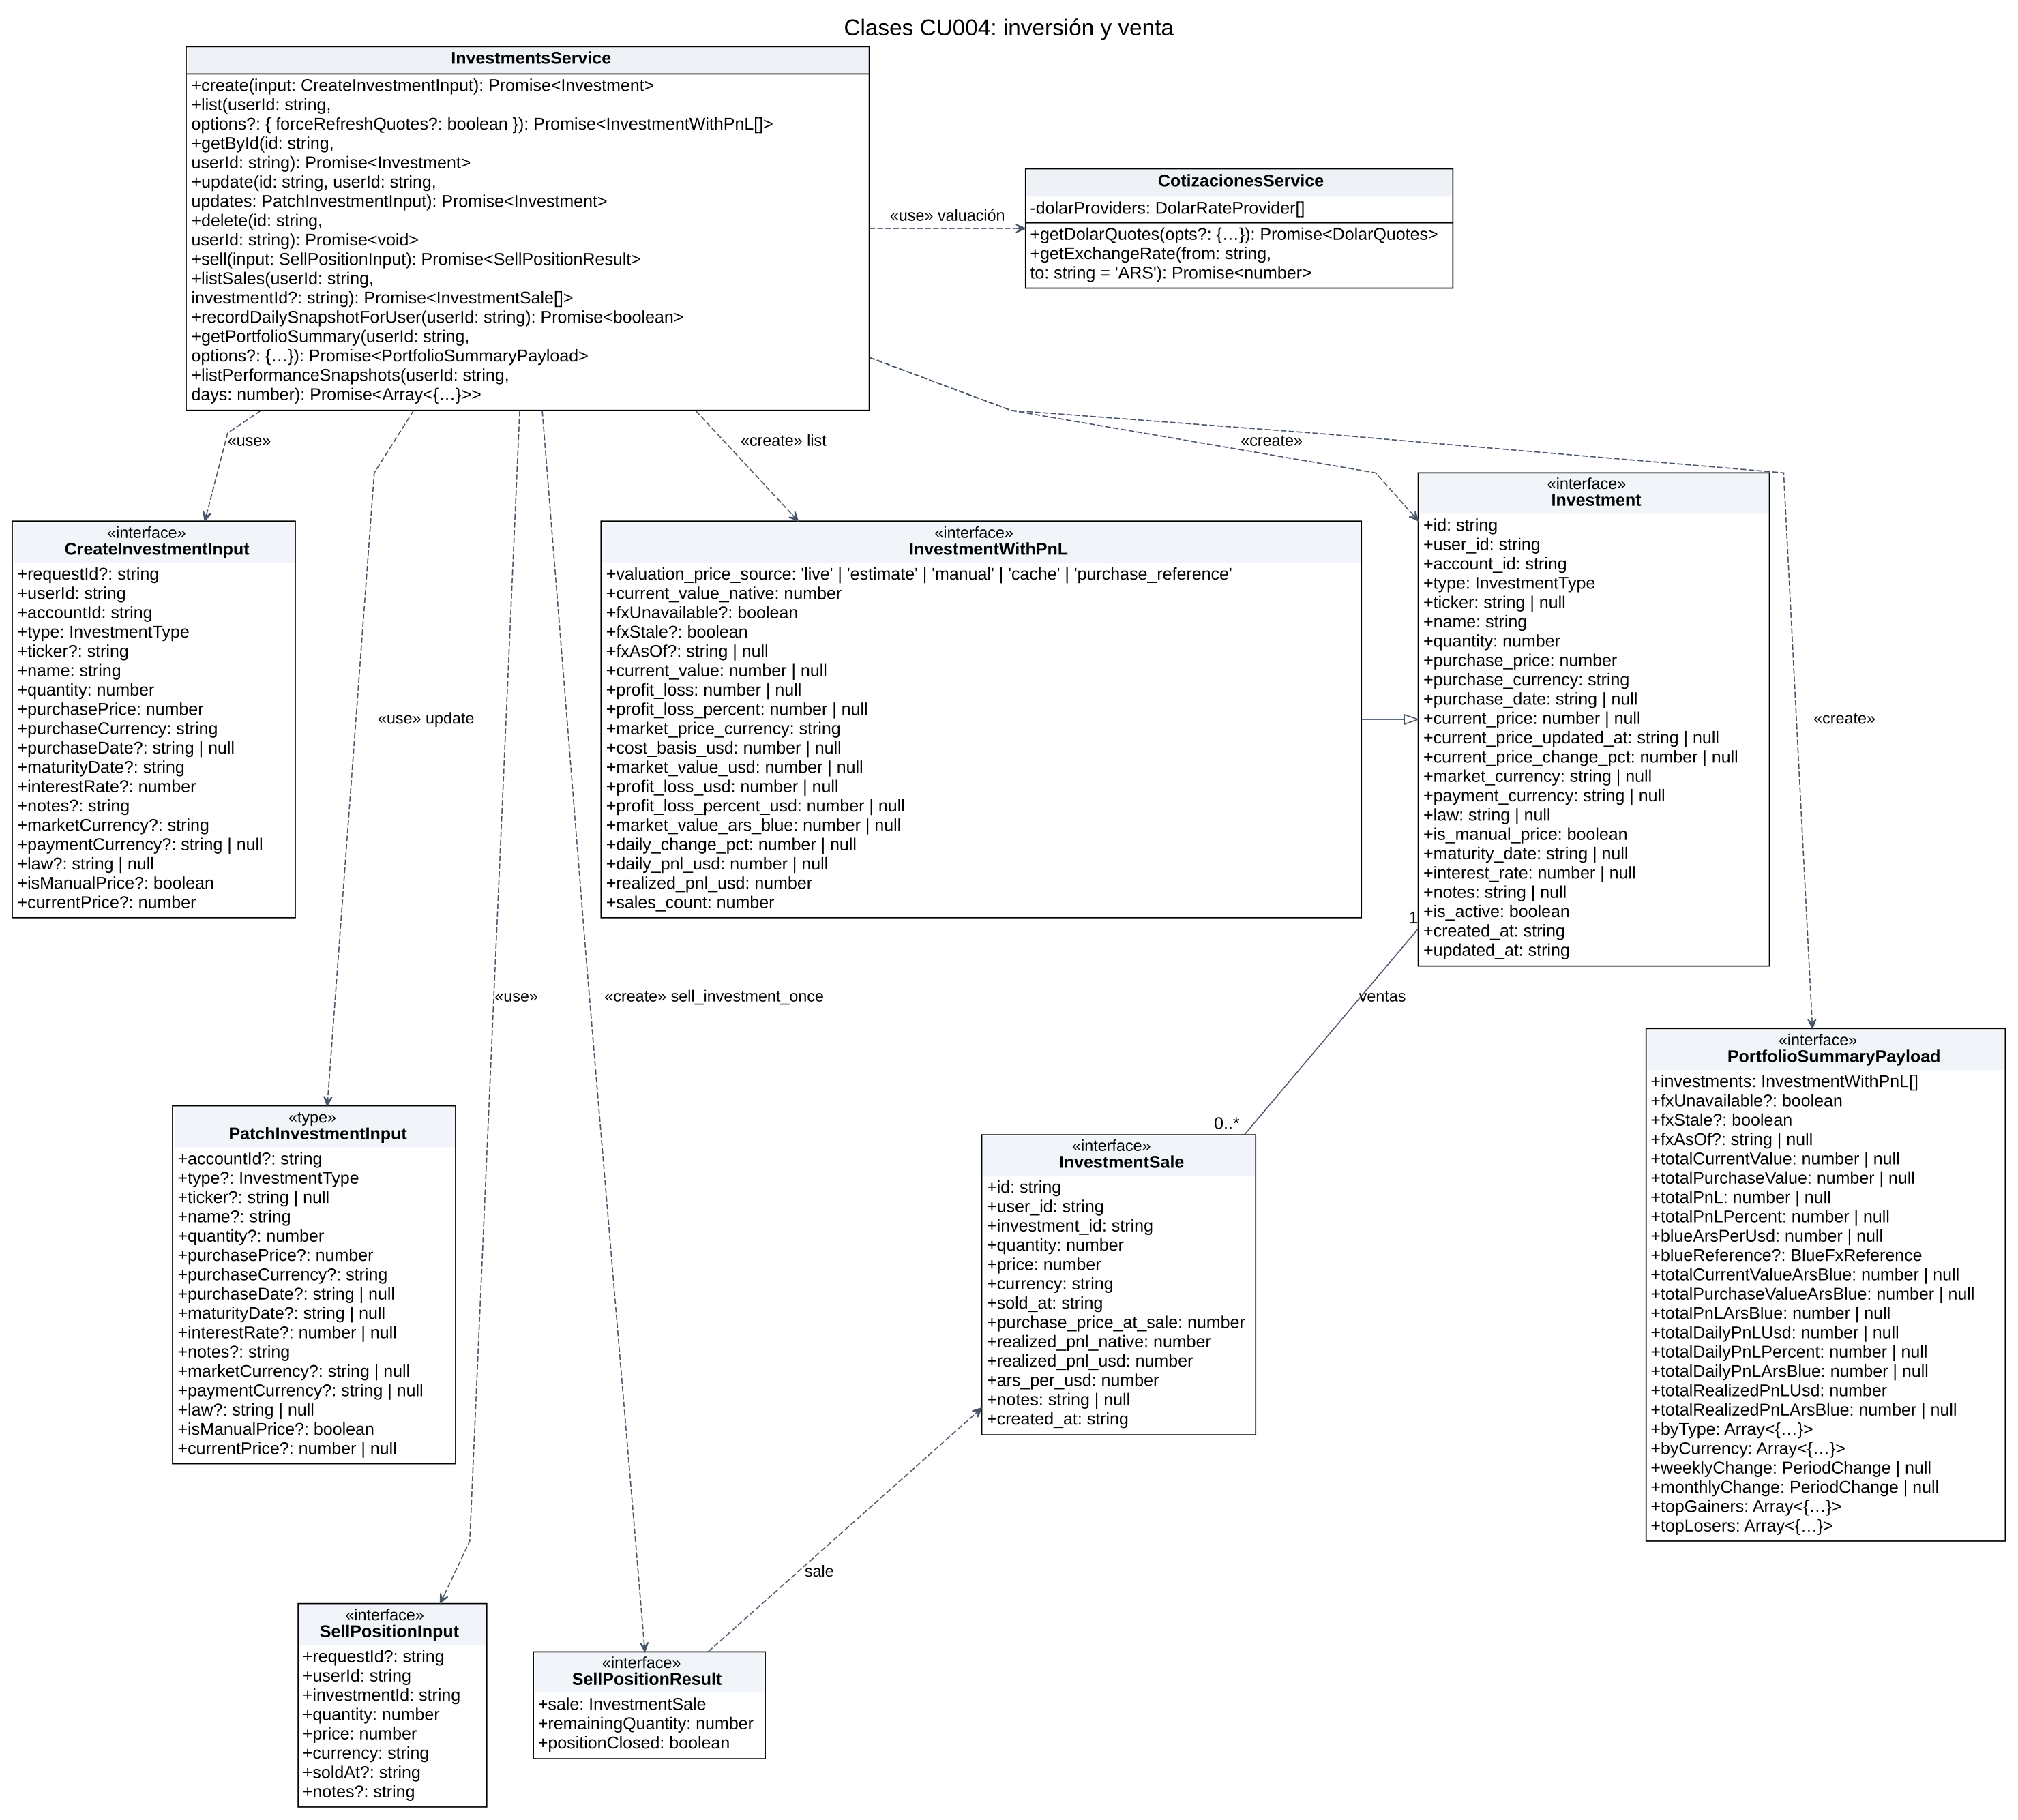 Clases CU004: inversión y venta
InvestmentsService
+create(input: CreateInvestmentInput): Promise<Investment>
+list(userId: string,
options?: { forceRefreshQuotes?: boolean }): Promise<InvestmentWithPnL[]>
+getById(id: string,
userId: string): Promise<Investment>
+update(id: string, userId: string,
updates: PatchInvestmentInput): Promise<Investment>
+delete(id: string,
userId: string): Promise<void>
+sell(input: SellPositionInput): Promise<SellPositionResult>
+listSales(userId: string,
investmentId?: string): Promise<InvestmentSale[]>
+recordDailySnapshotForUser(userId: string): Promise<boolean>
+getPortfolioSummary(userId: string,
options?: {…}): Promise<PortfolioSummaryPayload>
+listPerformanceSnapshots(userId: string,
days: number): Promise<Array<{…}>>
«use» valuación
CotizacionesService
-dolarProviders: DolarRateProvider[]
+getDolarQuotes(opts?: {…}): Promise<DolarQuotes>
+getExchangeRate(from: string,
to: string = 'ARS'): Promise<number>
«use»
«create» list
«create»
«interface»
CreateInvestmentInput
+requestId?: string
+userId: string
+accountId: string
+type: InvestmentType
+ticker?: string
+name: string
+quantity: number
+purchasePrice: number
+purchaseCurrency: string
+purchaseDate?: string | null
+maturityDate?: string
+interestRate?: number
+notes?: string
+marketCurrency?: string
+paymentCurrency?: string | null
+law?: string | null
+isManualPrice?: boolean
+currentPrice?: number
«use» update
«interface»
InvestmentWithPnL
+valuation_price_source: 'live' | 'estimate' | 'manual' | 'cache' | 'purchase_reference'
+current_value_native: number
+fxUnavailable?: boolean
+fxStale?: boolean
+fxAsOf?: string | null
+current_value: number | null
+profit_loss: number | null
+profit_loss_percent: number | null
+market_price_currency: string
+cost_basis_usd: number | null
+market_value_usd: number | null
+profit_loss_usd: number | null
+profit_loss_percent_usd: number | null
+market_value_ars_blue: number | null
+daily_change_pct: number | null
+daily_pnl_usd: number | null
+realized_pnl_usd: number
+sales_count: number
«interface»
Investment
+id: string
+user_id: string
+account_id: string
+type: InvestmentType
+ticker: string | null
+name: string
+quantity: number
+purchase_price: number
+purchase_currency: string
+purchase_date: string | null
+current_price: number | null
+current_price_updated_at: string | null
+current_price_change_pct: number | null
+market_currency: string | null
+payment_currency: string | null
+law: string | null
+is_manual_price: boolean
+maturity_date: string | null
+interest_rate: number | null
+notes: string | null
+is_active: boolean
+created_at: string
+updated_at: string
«create»
1
«use»
«create» sell_investment_once
ventas
0..*
«type»
PatchInvestmentInput
+accountId?: string
+type?: InvestmentType
+ticker?: string | null
+name?: string
+quantity?: number
+purchasePrice?: number
+purchaseCurrency?: string
+purchaseDate?: string | null
+maturityDate?: string | null
+interestRate?: number | null
+notes?: string
+marketCurrency?: string | null
+paymentCurrency?: string | null
+law?: string | null
+isManualPrice?: boolean
+currentPrice?: number | null
«interface»
InvestmentSale
+id: string
+user_id: string
+investment_id: string
+quantity: number
+price: number
+currency: string
+sold_at: string
+purchase_price_at_sale: number
+realized_pnl_native: number
+realized_pnl_usd: number
+ars_per_usd: number
+notes: string | null
+created_at: string
«interface»
PortfolioSummaryPayload
+investments: InvestmentWithPnL[]
+fxUnavailable?: boolean
+fxStale?: boolean
+fxAsOf?: string | null
+totalCurrentValue: number | null
+totalPurchaseValue: number | null
+totalPnL: number | null
+totalPnLPercent: number | null
+blueArsPerUsd: number | null
+blueReference?: BlueFxReference
+totalCurrentValueArsBlue: number | null
+totalPurchaseValueArsBlue: number | null
+totalPnLArsBlue: number | null
+totalDailyPnLUsd: number | null
+totalDailyPnLPercent: number | null
+totalDailyPnLArsBlue: number | null
+totalRealizedPnLUsd: number
+totalRealizedPnLArsBlue: number | null
+byType: Array<{…}>
+byCurrency: Array<{…}>
+weeklyChange: PeriodChange | null
+monthlyChange: PeriodChange | null
+topGainers: Array<{…}>
+topLosers: Array<{…}>
sale
«interface»
SellPositionInput
+requestId?: string
+userId: string
+investmentId: string
+quantity: number
+price: number
+currency: string
+soldAt?: string
+notes?: string
«interface»
SellPositionResult
+sale: InvestmentSale
+remainingQuantity: number
+positionClosed: boolean